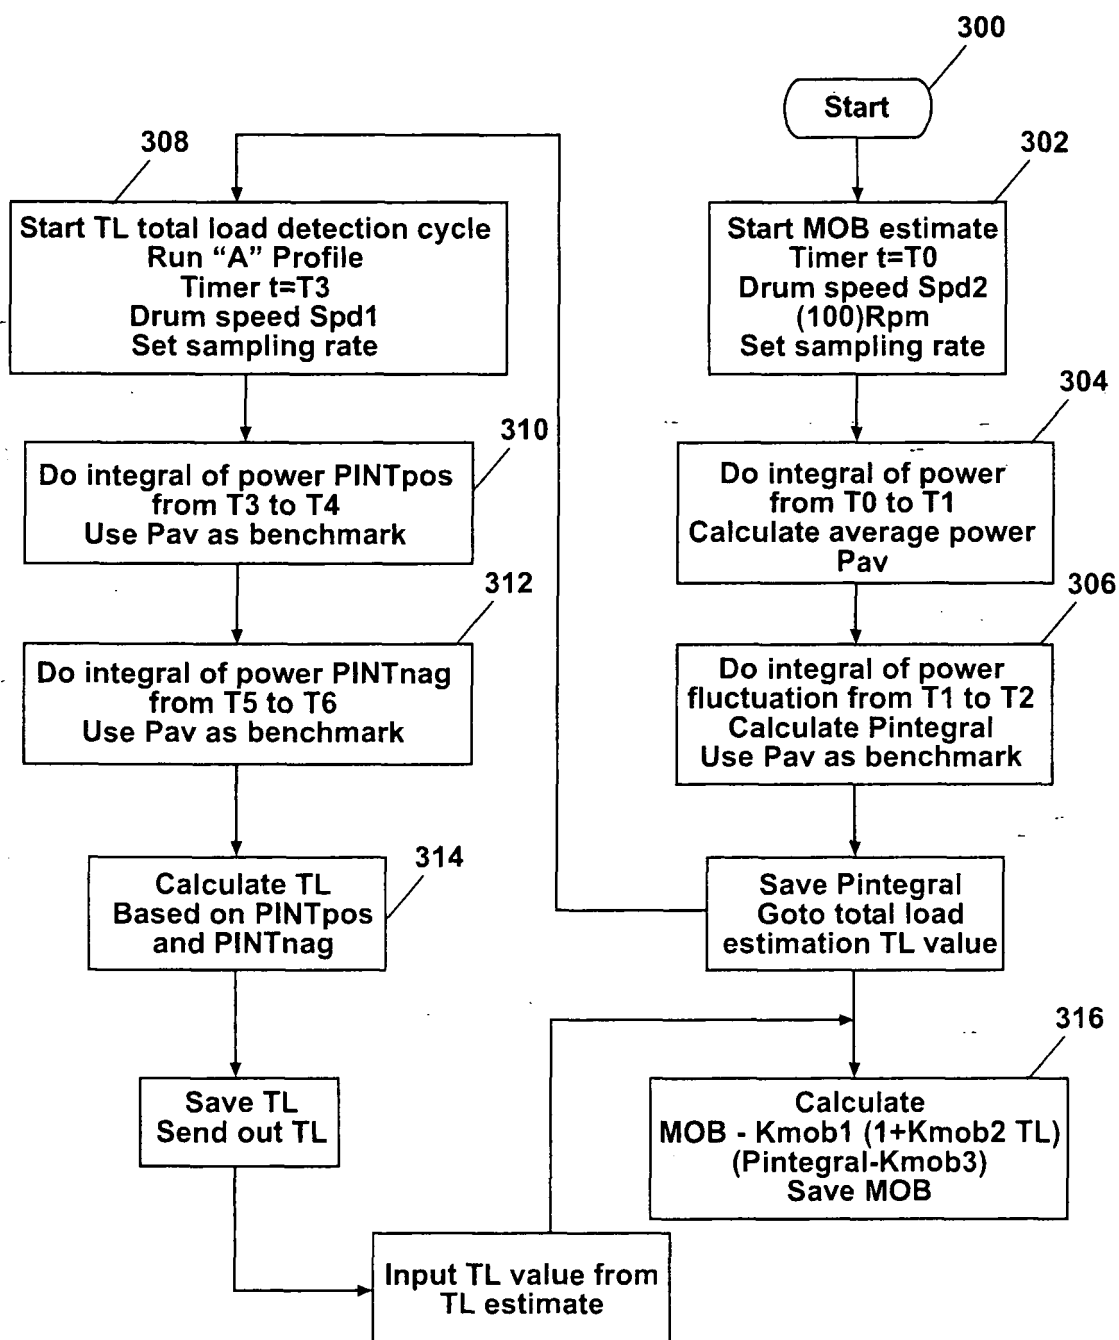 300
Start
302
Start MOB estimate
Timer t=T0
Drum speed Spd2
(100)Rpm
Set sampling rate
304
Do integral of power
from T0 to T1
Calculate average power
Pav
306
Do integral of power
fluctuation from T1 to T2
Calculate Pintegral
Use Pav as benchmark
Save Pintegral
Goto total load
estimation TL value
308
Start TL total load detection cycle
Run “A” Profile
Timer t=T3
Drum speed Spd1
Set sampling rate
310
Do integral of power PINTpos
from T3 to T4
Use Pav as benchmark
312
Do integral of power PINTnag
from T5 to T6
Use Pav as benchmark
314
Calculate TL
Based on PINTpos
and PINTnag
Save TL
Send out TL
Input TL value from
TL estimate
316
Calculate
MOB - Kmob1 (1+Kmob2 TL)
(Pintegral-Kmob3)
Save MOB